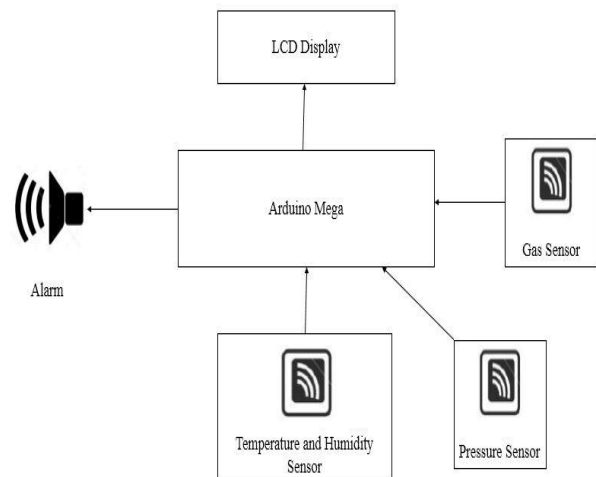 LCD Display
Arduino Mega
Alarm
Gas Sensor
Temperature and Humidity
Sensor
Pressure Sensor